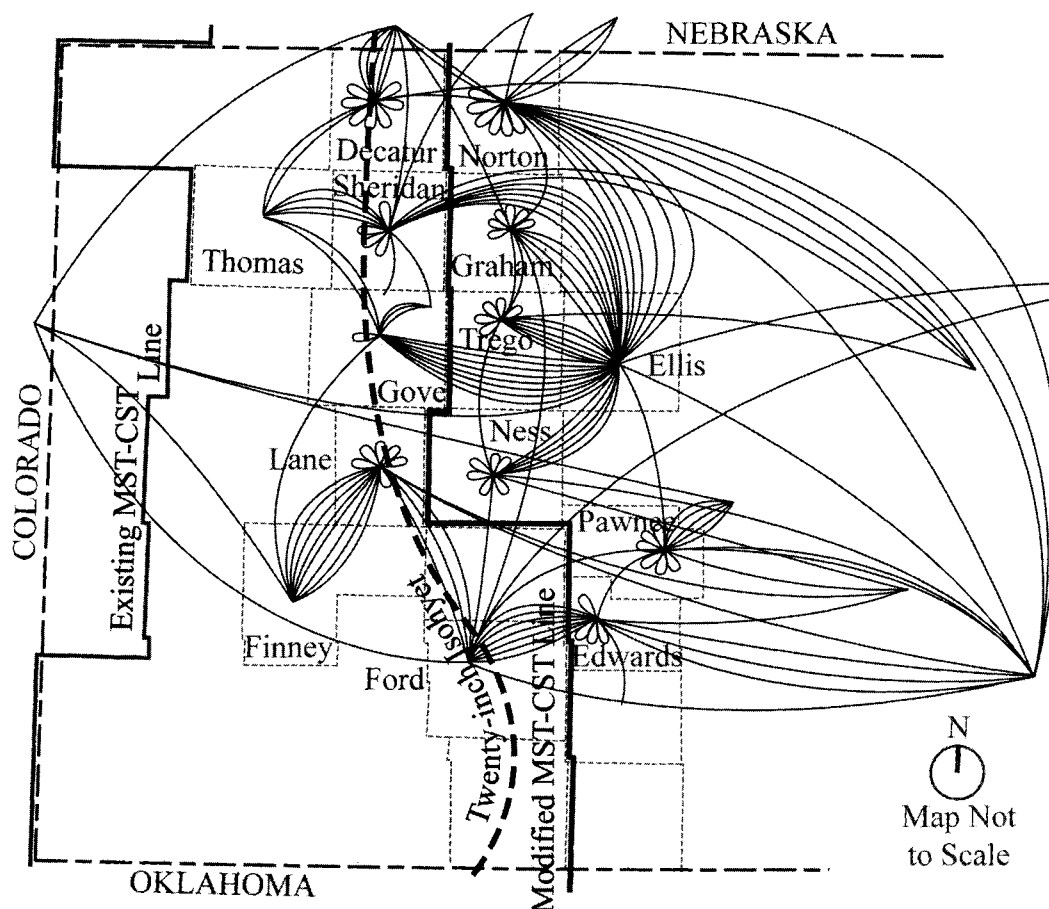 NEBRASKA
Decatur
Norton
Sheridan
Thomas
Graham
Trego
Ellis
Gove
Ness
Lane
Pawnee
COLORADO
Existing MST-CST Lane
Twenty-inch Isohyet
Modified MST-CST Line
Finney
Ford
Edwards
N
Map Not
to Scale
OKLAHOMA